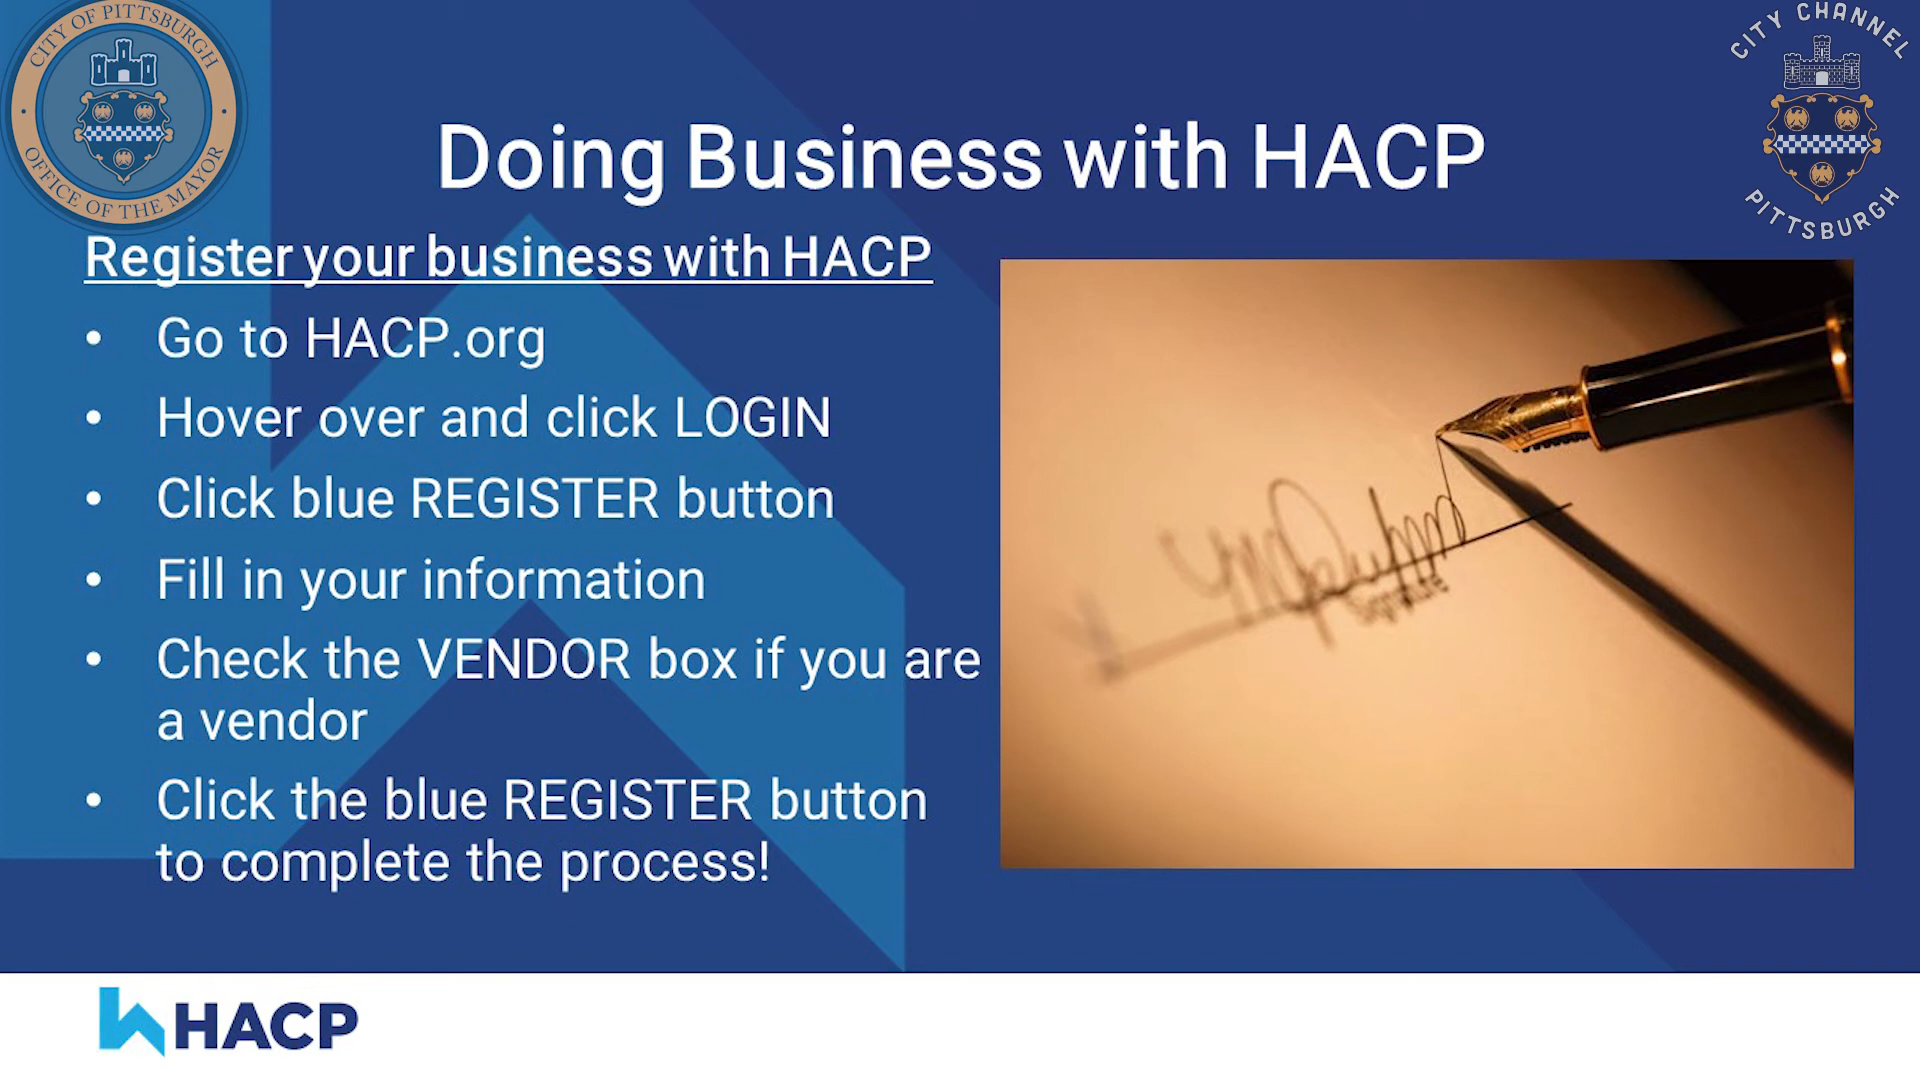 CITY OF PITTSBURGH
OFFICE OF THE MAYOR
CITY CHANNEL
PITTSBURGH
Doing Business with HACP
Register your business with HACP
• Go to HACP.org
• Hover over and click LOGIN
• Click blue REGISTER button
• Fill in your information
• Check the VENDOR box if you are
a vendor
• Click the blue REGISTER button
to complete the process!
Signature
HACP